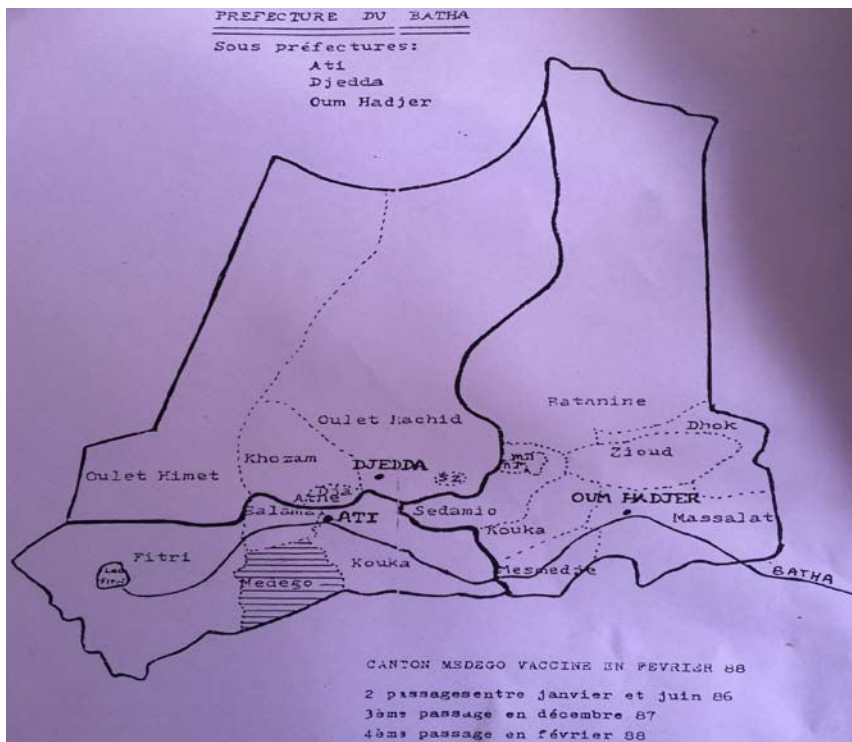 PREFECTURE DU BATHA
Sous préfectures:
Ati
Djedda
Oum Hadjer
Ratanine
Oulet Rachid
Dhok
Zioud
Khozam
DJEDDA
Oulet Himet
OUM HADJER
Salamat
ATI
Sedamio
Massalat
Kouka
Fitri
Kouka
Mesmedje
Medego
BATHA
CANTON MEDEGO VACCINE EN FEVRIER 88
2 passagesentre janvier et juin 86
3ème passage en décembre 87
4ème passage en février 88